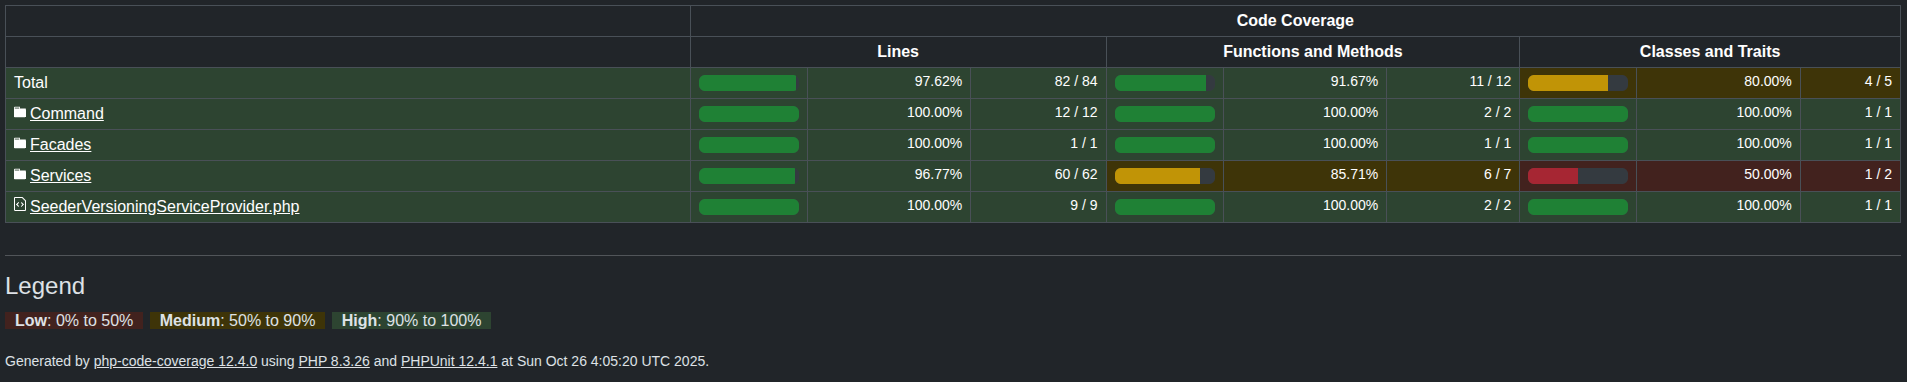 Code Coverage
Lines Functions and Methods Classes and Traits
Total 97.62% 82 / 84 91.67% 11 / 12 80.00% 4 / 5
Command 100.00% 12 / 12 100.00% 2 / 2 100.00% 1 / 1
Facades 100.00% 1 / 1 100.00% 1 / 1 100.00% 1 / 1
Services 96.77% 60 / 62 85.71% 6 / 7 50.00% 1 / 2
SeederVersioningServiceProvider.php 100.00% 9 / 9 100.00% 2 / 2 100.00% 1 / 1
Legend
Low: 0% to 50% Medium: 50% to 90% High: 90% to 100%
Generated by php-code-coverage 12.4.0 using PHP 8.3.26 and PHPUnit 12.4.1 at Sun Oct 26 4:05:20 UTC 2025.